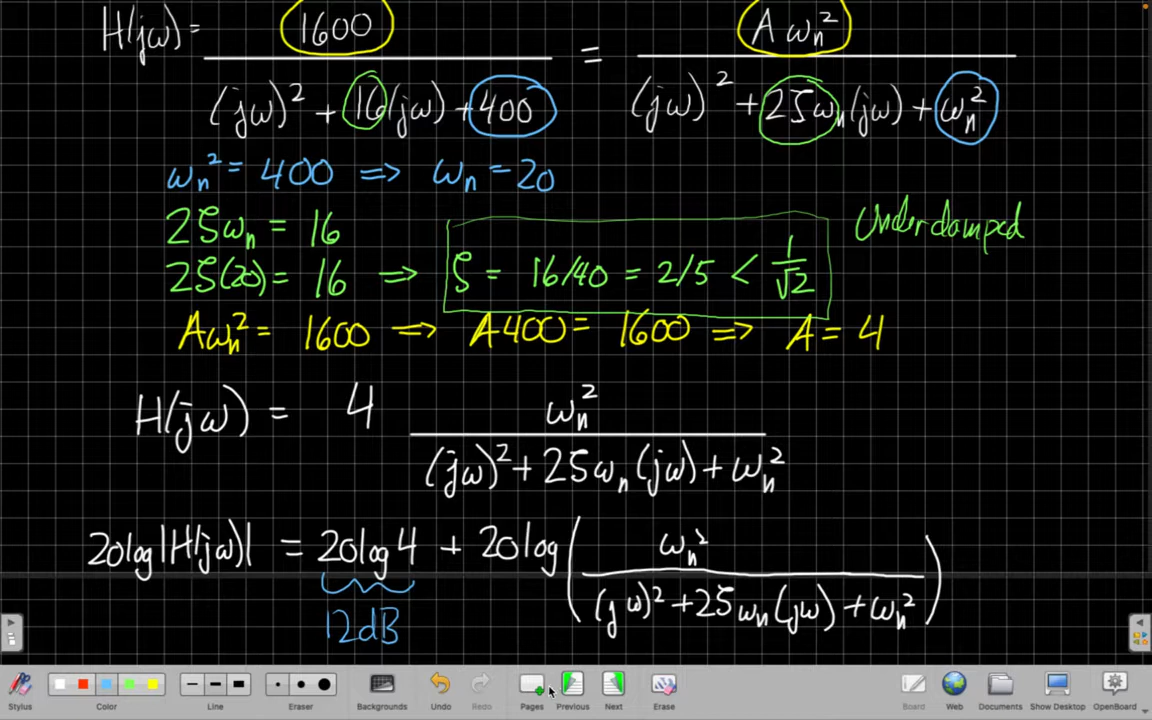 H(jω) = 1600 / ((jω)² + 16(jω) + 400) = Aωn² / ((jω)² + 2ζωn(jω) + ωn²)
ωn² = 400 => ωn = 20
2ζωn = 16
Underdamped
2ζ(20) = 16 => ζ = 16/40 = 2/5 < 1/√2
Aωn² = 1600 => A400 = 1600 => A = 4
H(jω) = 4 ωn² / ((jω)² + 2ζωn(jω) + ωn²)
20log|H(jω)| = 20log4 + 20log(ωn² / ((jω)² + 2ζωn(jω) + ωn²))
12dB
Stylus Color Line Eraser Backgrounds Undo Redo Pages Previous Next Erase Board Web Documents Show Desktop OpenBoard